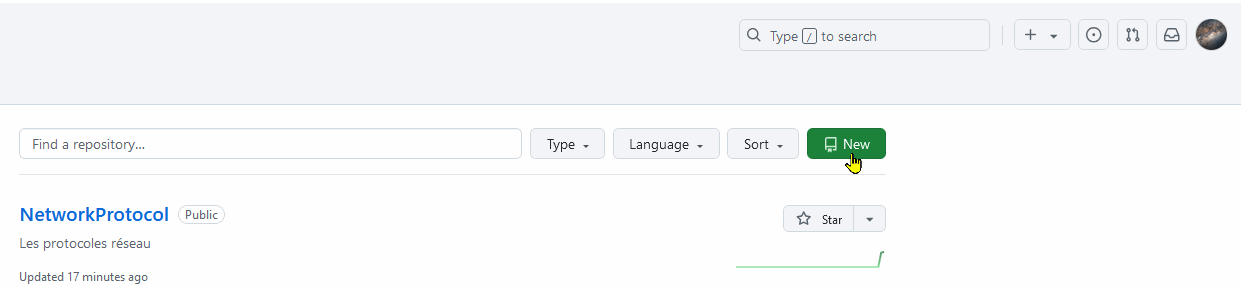 Type / to search
Find a repository...
Type
Language
Sort
New
NetworkProtocol
Public
Star
Les protocoles réseau
Updated 17 minutes ago